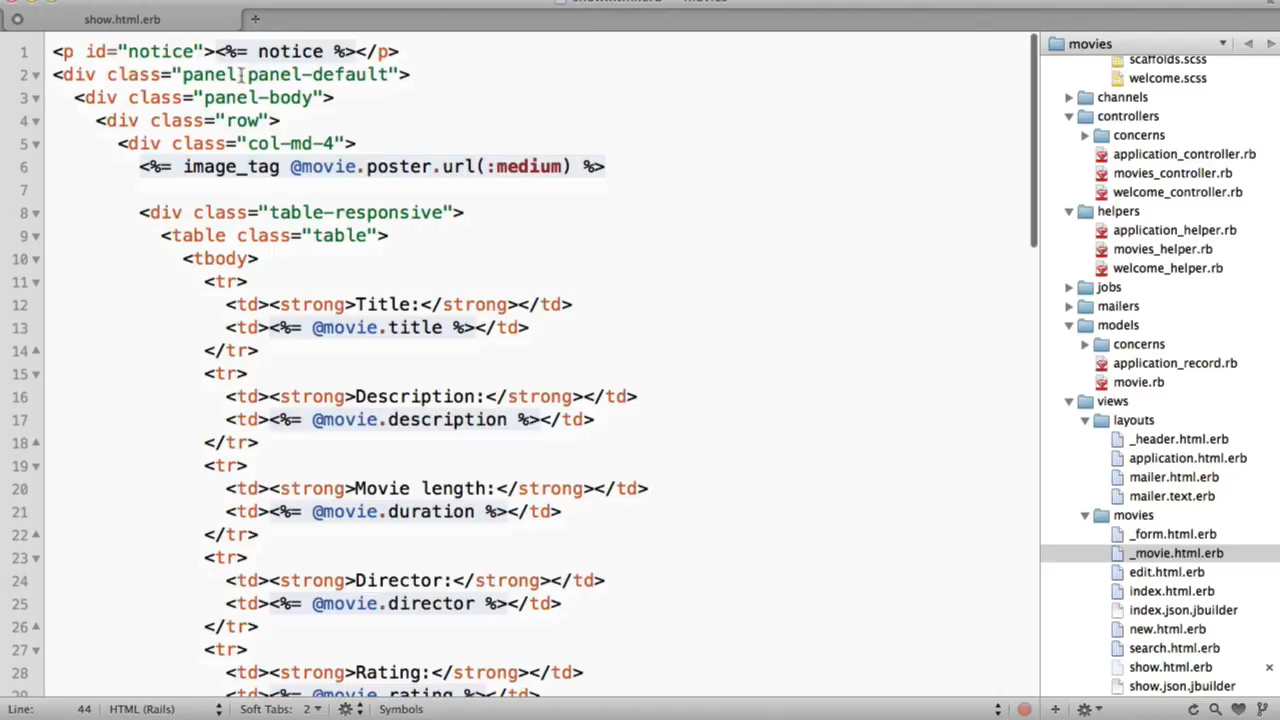 show.html.erb
1 <p id="notice"><%= notice %></p>
2 <div class="panel panel-default">
3 <div class="panel-body">
4 <div class="row">
5 <div class="col-md-4">
6 <%= image_tag @movie.poster.url(:medium) %>
7
8 <div class="table-responsive">
9 <table class="table">
10 <tbody>
11 <tr>
12 <td><strong>Title:</strong></td>
13 <td><%= @movie.title %></td>
14 </tr>
15 <tr>
16 <td><strong>Description:</strong></td>
17 <td><%= @movie.description %></td>
18 </tr>
19 <tr>
20 <td><strong>Movie length:</strong></td>
21 <td><%= @movie.duration %></td>
22 </tr>
23 <tr>
24 <td><strong>Director:</strong></td>
25 <td><%= @movie.director %></td>
26 </tr>
27 <tr>
28 <td><strong>Rating:</strong></td>
29 <td><%= @movie.rating %></td>
Line: 44 HTML (Rails) Soft Tabs: 2 Symbols
movies
scaffolds.scss
welcome.scss
channels
controllers
concerns
application_controller.rb
movies_controller.rb
welcome_controller.rb
helpers
application_helper.rb
movies_helper.rb
welcome_helper.rb
jobs
mailers
models
concerns
application_record.rb
movie.rb
views
layouts
_header.html.erb
application.html.erb
mailer.html.erb
mailer.text.erb
movies
_form.html.erb
_movie.html.erb
edit.html.erb
index.html.erb
index.json.jbuilder
new.html.erb
search.html.erb
show.html.erb
show.json.jbuilder